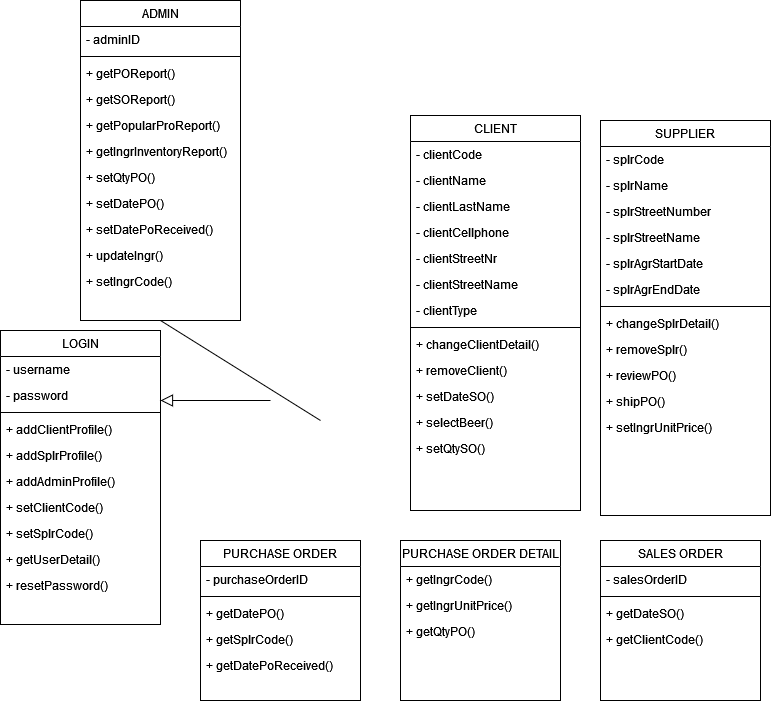 ADMIN
- adminID
+ getPOReport()
+ getSOReport()
+ getPopularProReport()
+ getIngrInventoryReport()
+ setQtyPO()
+ setDatePO()
+ setDatePoReceived()
+ updateIngr()
+ setIngrCode()
CLIENT
- clientCode
- clientName
- clientLastName
- clientCellphone
- clientStreetNr
- clientStreetName
- clientType
+ changeClientDetail()
+ removeClient()
+ setDateSO()
+ selectBeer()
+ setQtySO()
SUPPLIER
- splrCode
- splrName
- splrStreetNumber
- splrStreetName
- splrAgrStartDate
- splrAgrEndDate
+ changeSplrDetail()
+ removeSplr()
+ reviewPO()
+ shipPO()
+ setIngrUnitPrice()
LOGIN
- username
- password
+ addClientProfile()
+ addSplrProfile()
+ addAdminProfile()
+ setClientCode()
+ setSplrCode()
+ getUserDetail()
+ resetPassword()
PURCHASE ORDER
- purchaseOrderID
+ getDatePO()
+ getSplrCode()
+ getDatePoReceived()
PURCHASE ORDER DETAIL
+ getIngrCode()
+ getIngrUnitPrice()
+ getQtyPO()
SALES ORDER
- salesOrderID
+ getDateSO()
+ getClientCode()